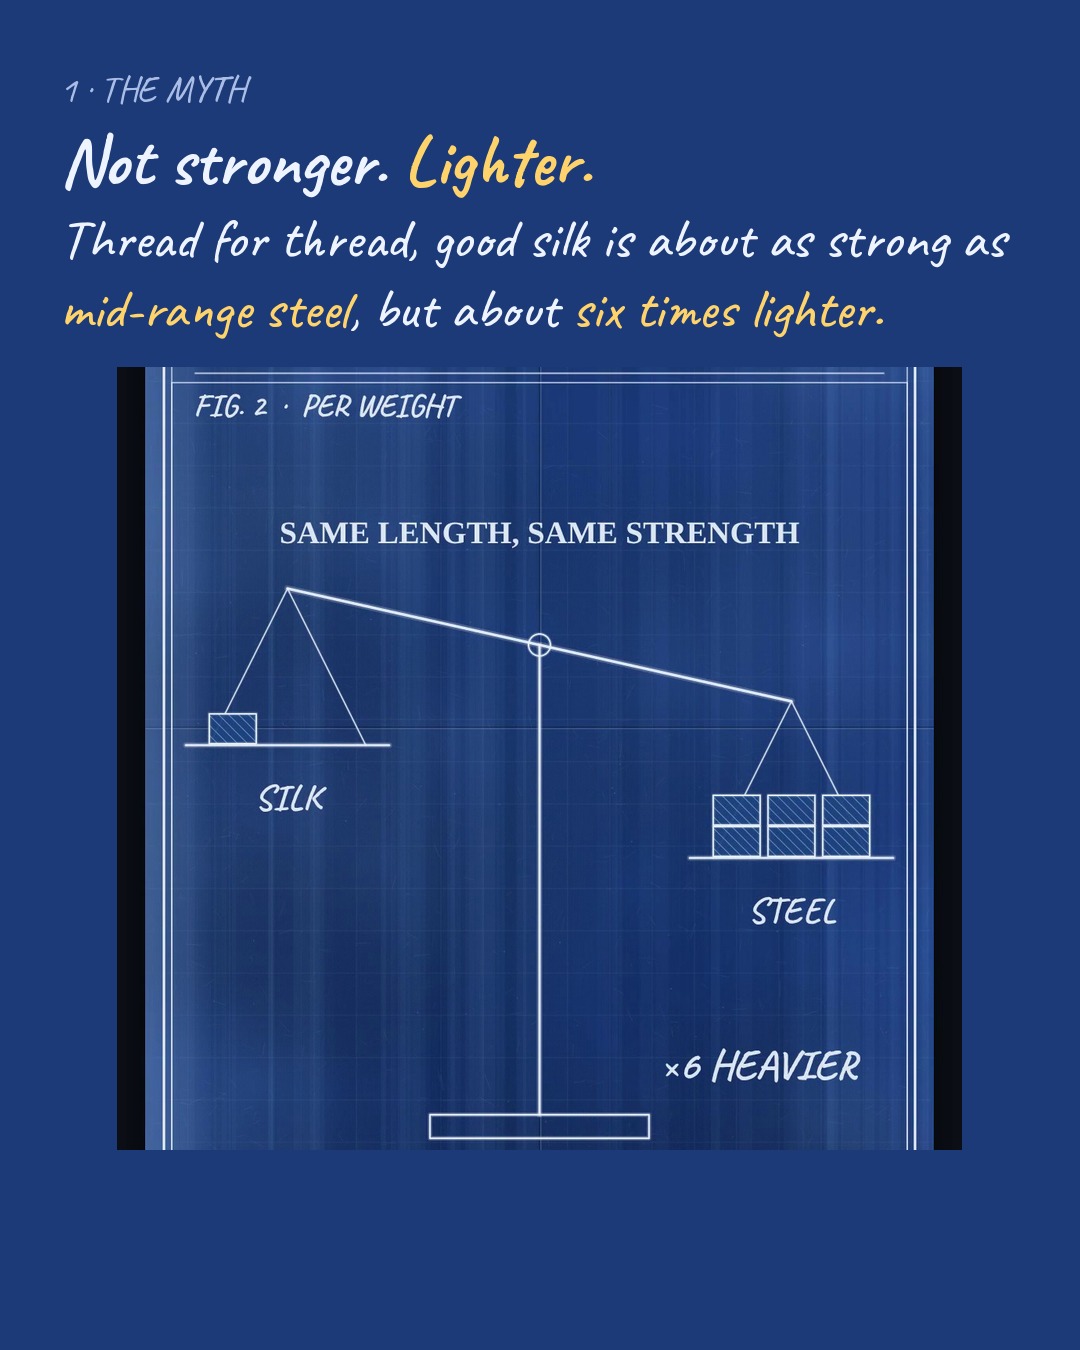 1 · THE MYTH
Not stronger. Lighter.
Thread for thread, good silk is about as strong as
mid-range steel, but about six times lighter.
FIG. 2 · PER WEIGHT
SAME LENGTH, SAME STRENGTH
SILK
STEEL
×6 HEAVIER